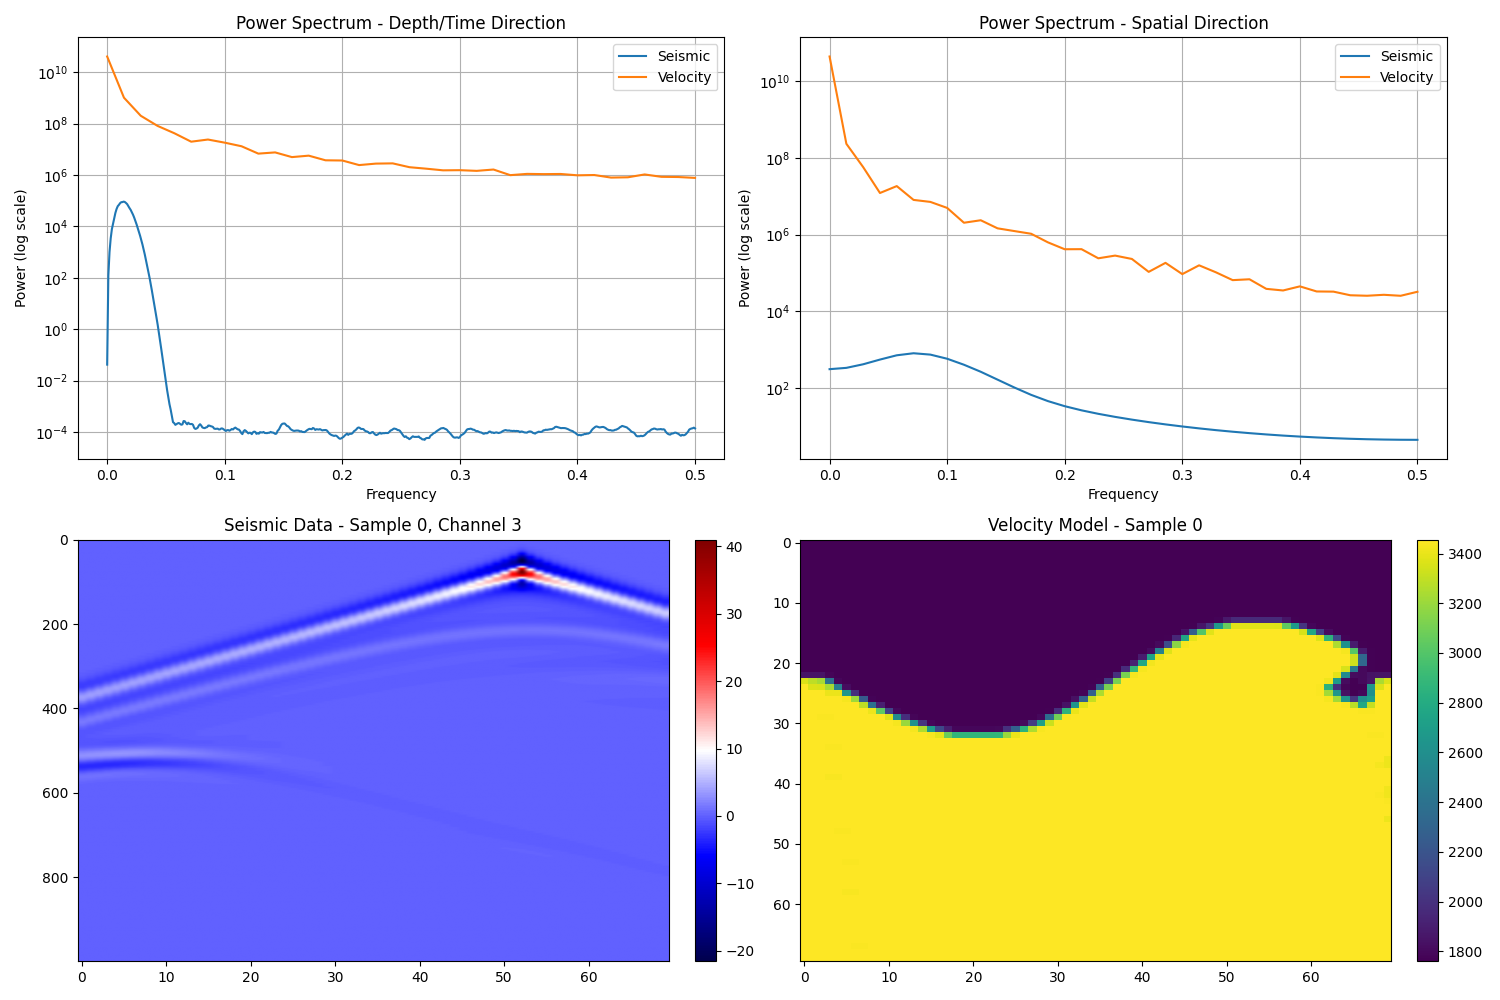 Power Spectrum - Depth/Time Direction
Power (log scale)
10^10
10^8
10^6
10^4
10^2
10^0
10^−2
10^−4
Seismic
Velocity
0.0 0.1 0.2 0.3 0.4 0.5
Frequency
Power Spectrum - Spatial Direction
Power (log scale)
10^10
10^8
10^6
10^4
10^2
Seismic
Velocity
0.0 0.1 0.2 0.3 0.4 0.5
Frequency
Seismic Data - Sample 0, Channel 3
0
200
400
600
800
0 10 20 30 40 50 60
40
30
20
10
0
−10
−20
Velocity Model - Sample 0
0
10
20
30
40
50
60
0 10 20 30 40 50 60
3400
3200
3000
2800
2600
2400
2200
2000
1800